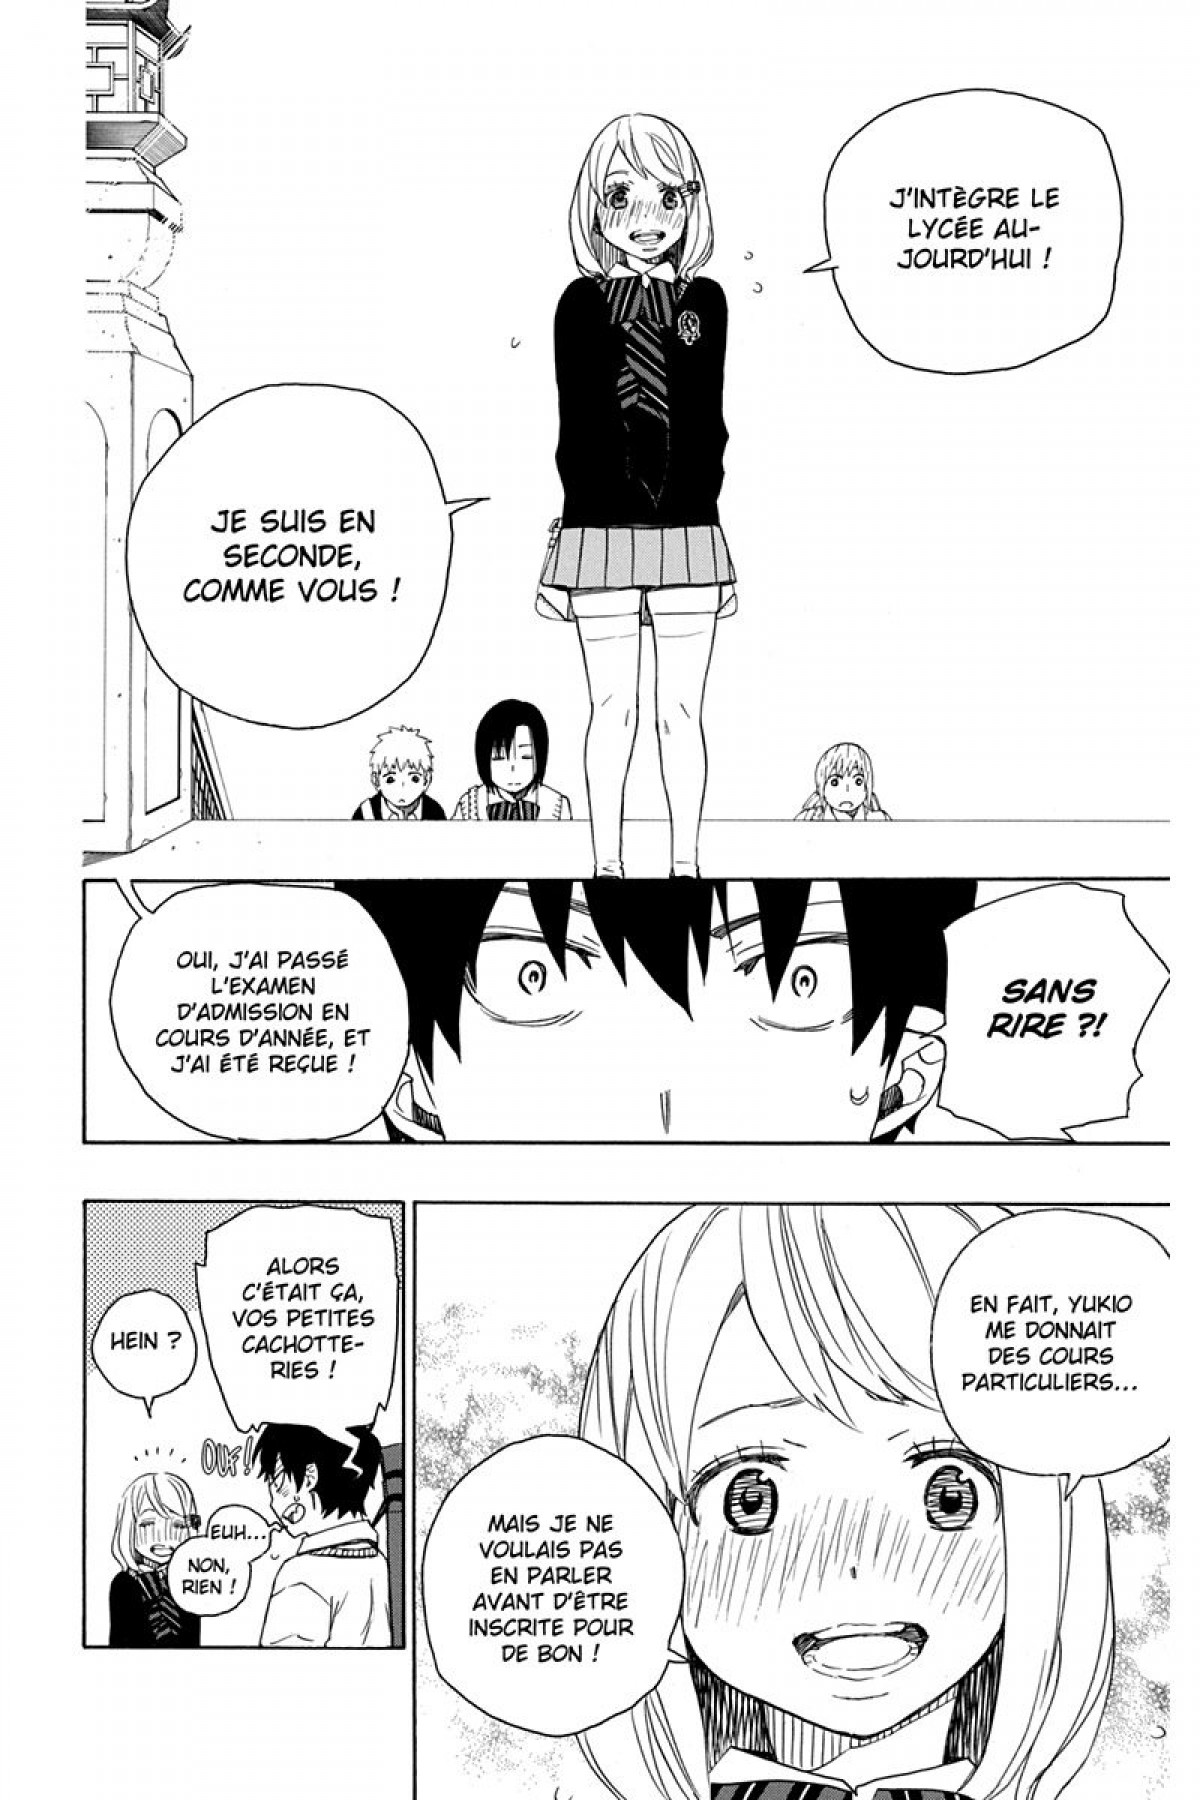 J'INTÈGRE LE
LYCÉE AU-
JOURD'HUI !
JE SUIS EN
SECONDE,
COMME VOUS !
SANS
RIRE ?!
OUI, J'AI PASSÉ
L'EXAMEN
D'ADMISSION EN
COURS D'ANNÉE, ET
J'AI ÉTÉ REÇUE !
EN FAIT, YUKIO
ME DONNAIT
DES COURS
PARTICULIERS...
MAIS JE NE
VOULAIS PAS
EN PARLER
AVANT D'ÊTRE
INSCRITE POUR
DE BON !
ALORS
C'ÉTAIT ÇA,
VOS PETITES
CACHOTTE-
RIES !
HEIN ?
OUF !
EUH...
NON,
RIEN !